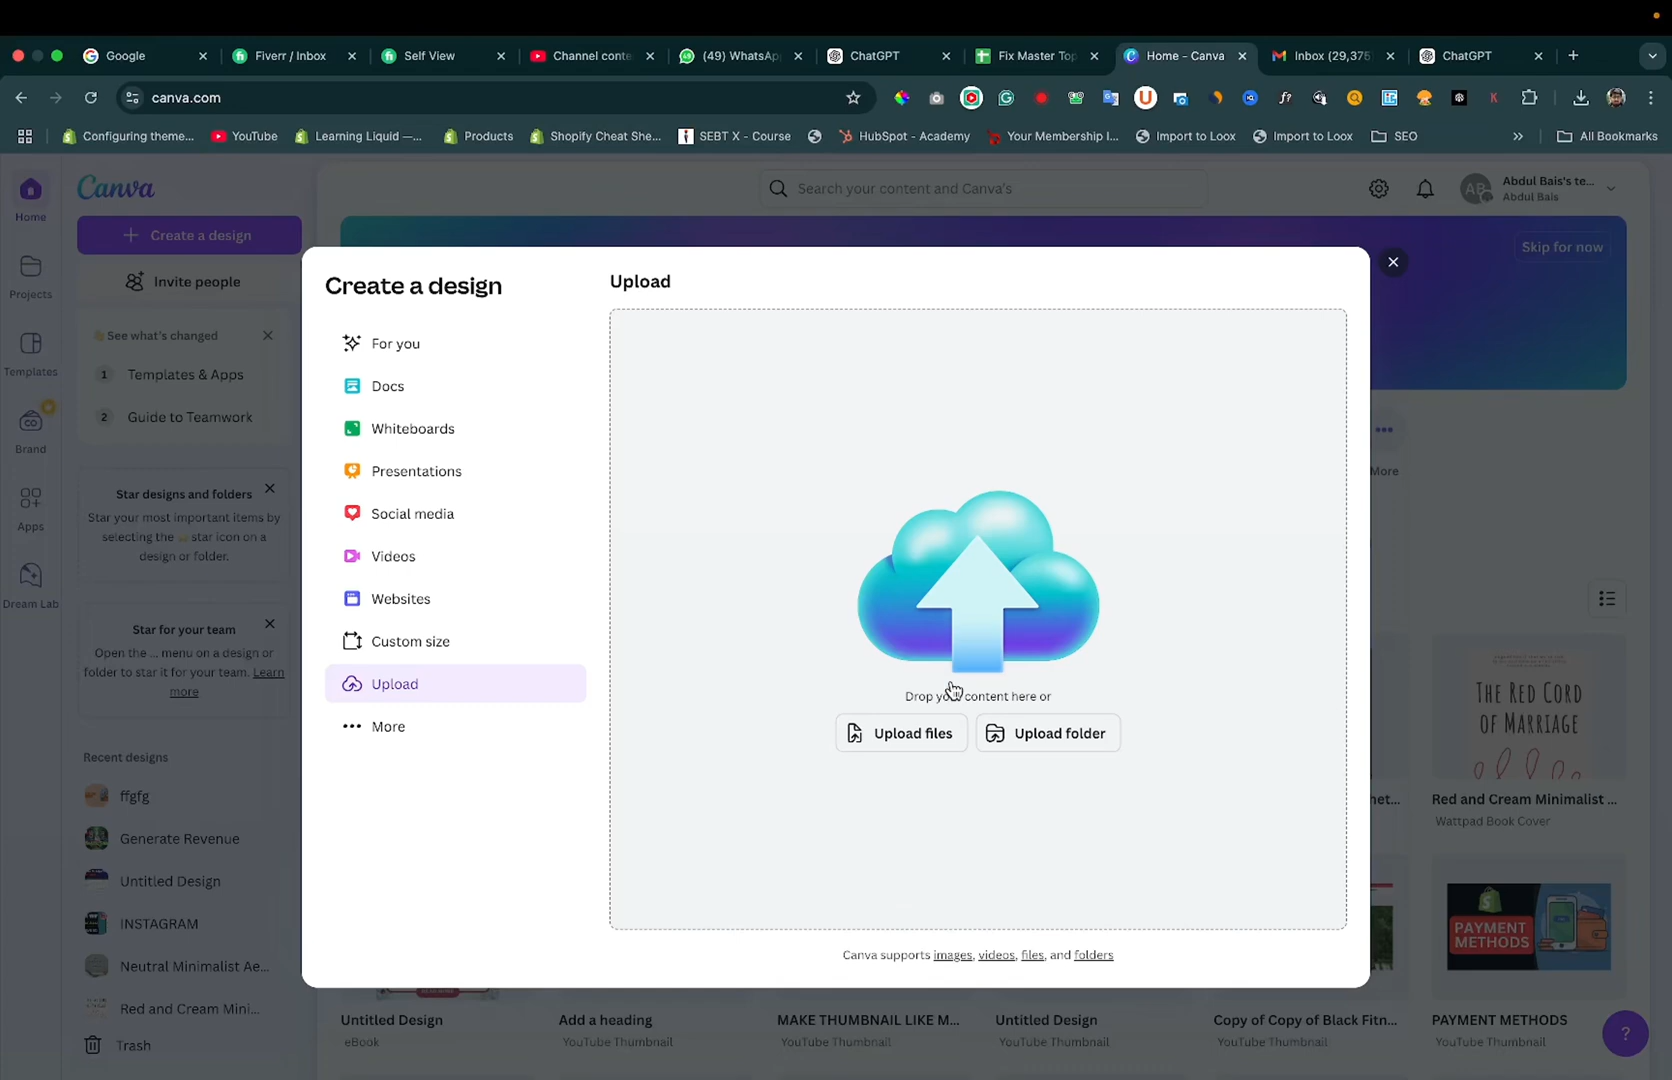 Google
Fiverr / Inbox
Self View
Channel conte
(49) WhatsAp
ChatGPT
Fix Master Top
Home - Canva
Inbox (29,375
ChatGPT
canva.com
Configuring theme...
YouTube
Learning Liquid —...
Products
Shopify Cheat She...
SEBT X - Course
HubSpot - Academy
Your Membership I...
Import to Loox
Import to Loox
SEO
All Bookmarks
Home
Projects
Templates
Brand
Apps
Dream Lab
Canva
Create a design
Invite people
See what's changed
1 Templates & Apps
2 Guide to Teamwork
Star designs and folders
Star your most important items by
selecting the star icon on a
design or folder.
Star for your team
Open the ... menu on a design or
folder to star it for your team. Learn
more
Recent designs
ffgfg
Generate Revenue
Untitled Design
INSTAGRAM
Neutral Minimalist Ae...
Red and Cream Mini...
Trash
Search your content and Canva's
Abdul Bais's te...
AB
Abdul Bais
Skip for now
More
Create a design
For you
Docs
Whiteboards
Presentations
Social media
Videos
Websites
Custom size
Upload
More
Upload
Drop your content here or
Upload files
Upload folder
Canva supports images, videos, files, and folders
THE RED CORD
OF MARRIAGE
het...
Red and Cream Minimalist ...
Wattpad Book Cover
PAYMENT
METHODS
Untitled Design
eBook
Add a heading
YouTube Thumbnail
MAKE THUMBNAIL LIKE M...
YouTube Thumbnail
Untitled Design
YouTube Thumbnail
Copy of Copy of Black Fitn...
YouTube Thumbnail
PAYMENT METHODS
YouTube Thumbnail
?